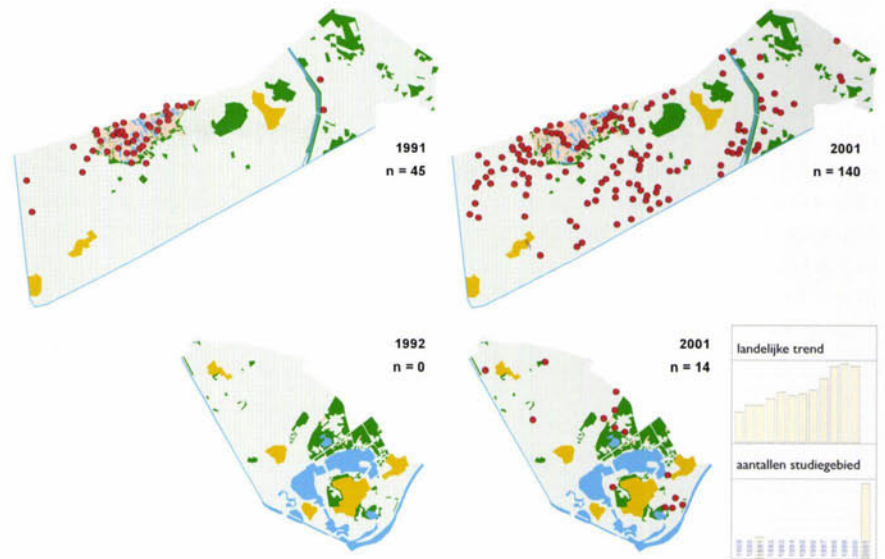 1991
n = 45
2001
n = 140
1992
n = 0
2001
n = 14
landelijke trend
aantallen studiegebied